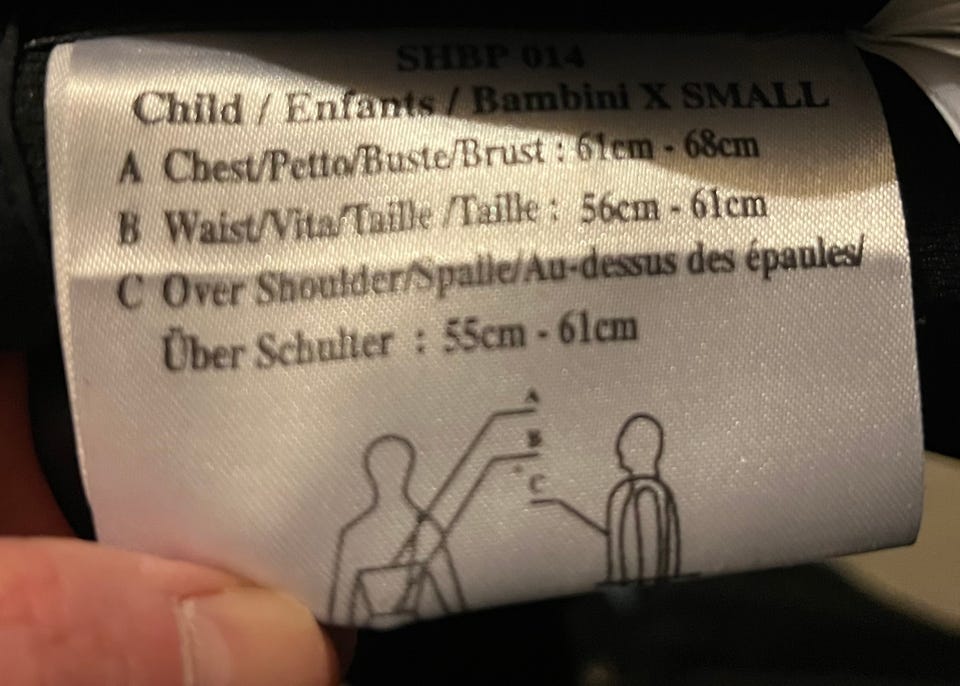 SHBP 014
Child / Enfants / Bambini X SMALL
A Chest/Petto/Buste/Brust : 61cm - 68cm
B Waist/Vita/Taille /Taille : 56cm - 61cm
C Over Shoulder/Spalle/Au-dessus des épaules/
Über Schulter : 55cm - 61cm
A
B
C